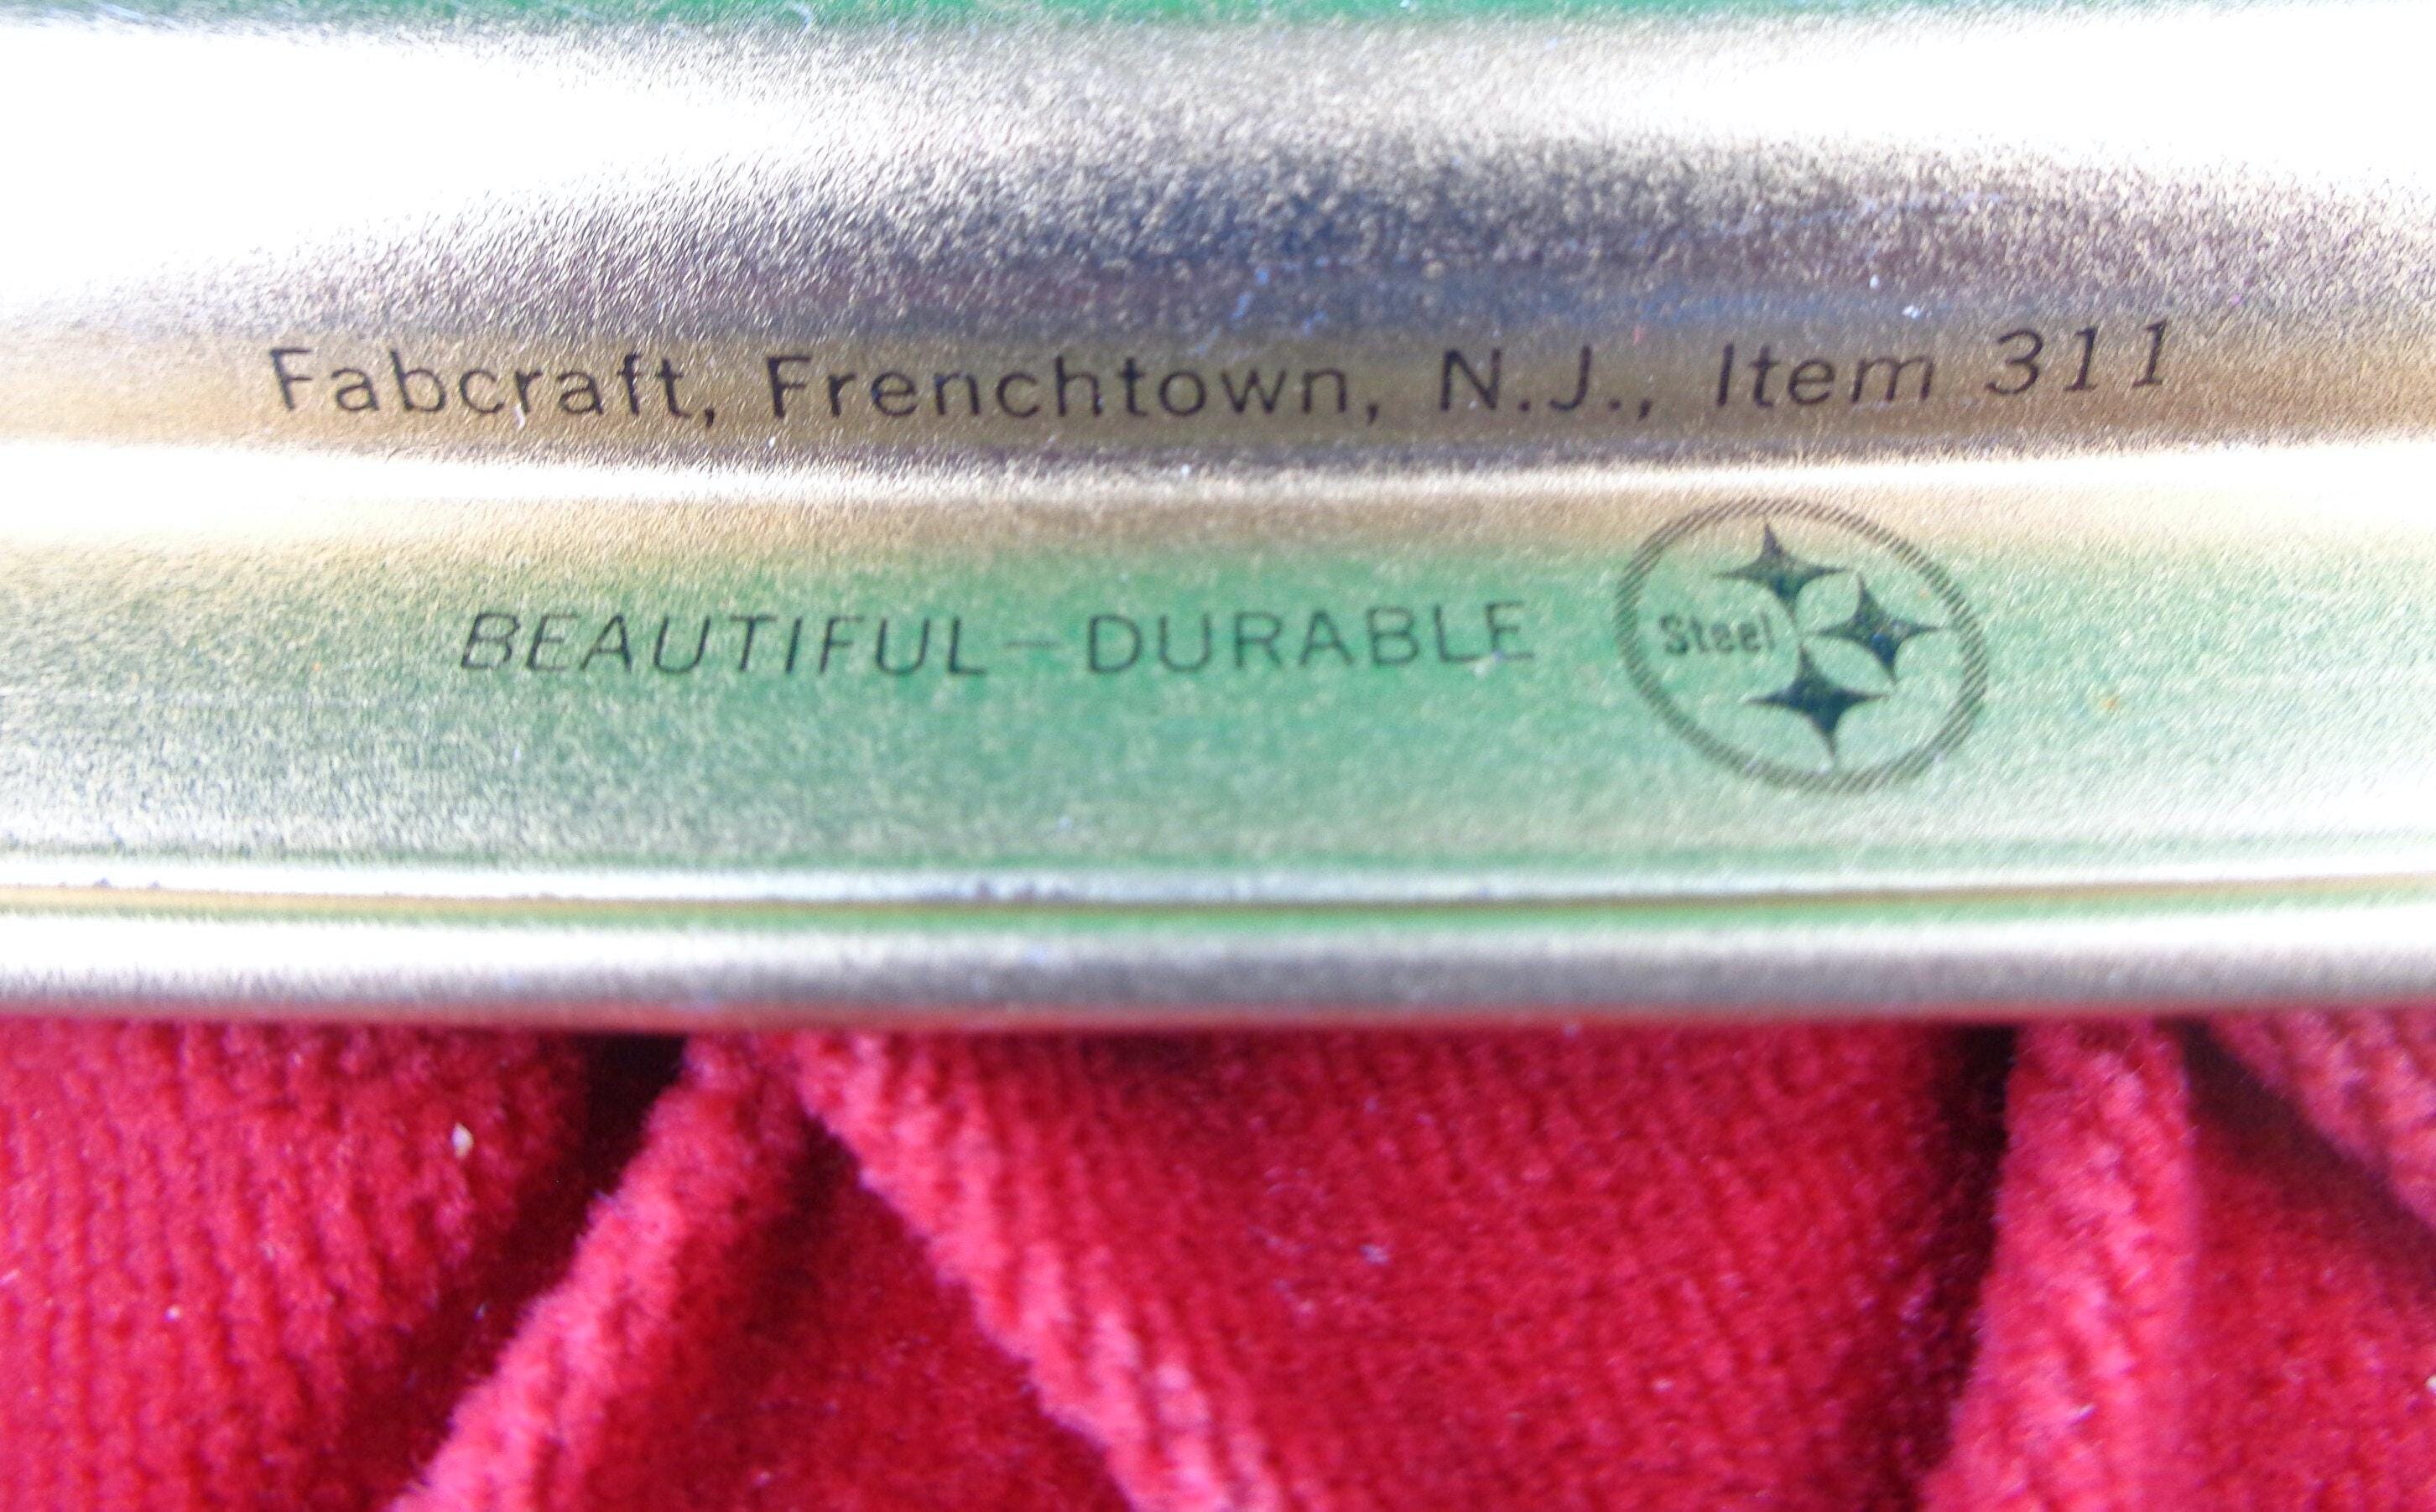 Fabcraft, Frenchtown, N.J., Item 311
BEAUTIFUL—DURABLE
Steel